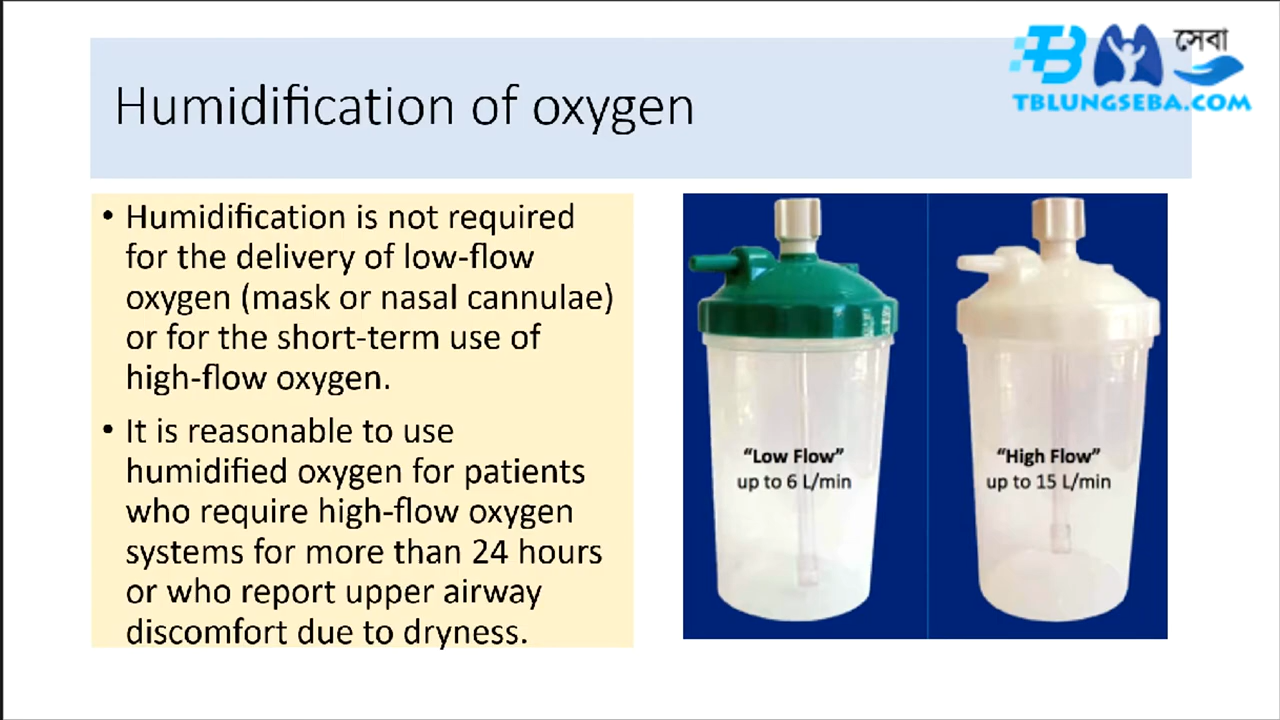 Humidification of oxygen
TB সেবা
TBLUNGSEBA.COM
• Humidification is not required
for the delivery of low-flow
oxygen (mask or nasal cannulae)
or for the short-term use of
high-flow oxygen.
• It is reasonable to use
humidified oxygen for patients
who require high-flow oxygen
systems for more than 24 hours
or who report upper airway
discomfort due to dryness.
“Low Flow”
up to 6 L/min
“High Flow”
up to 15 L/min